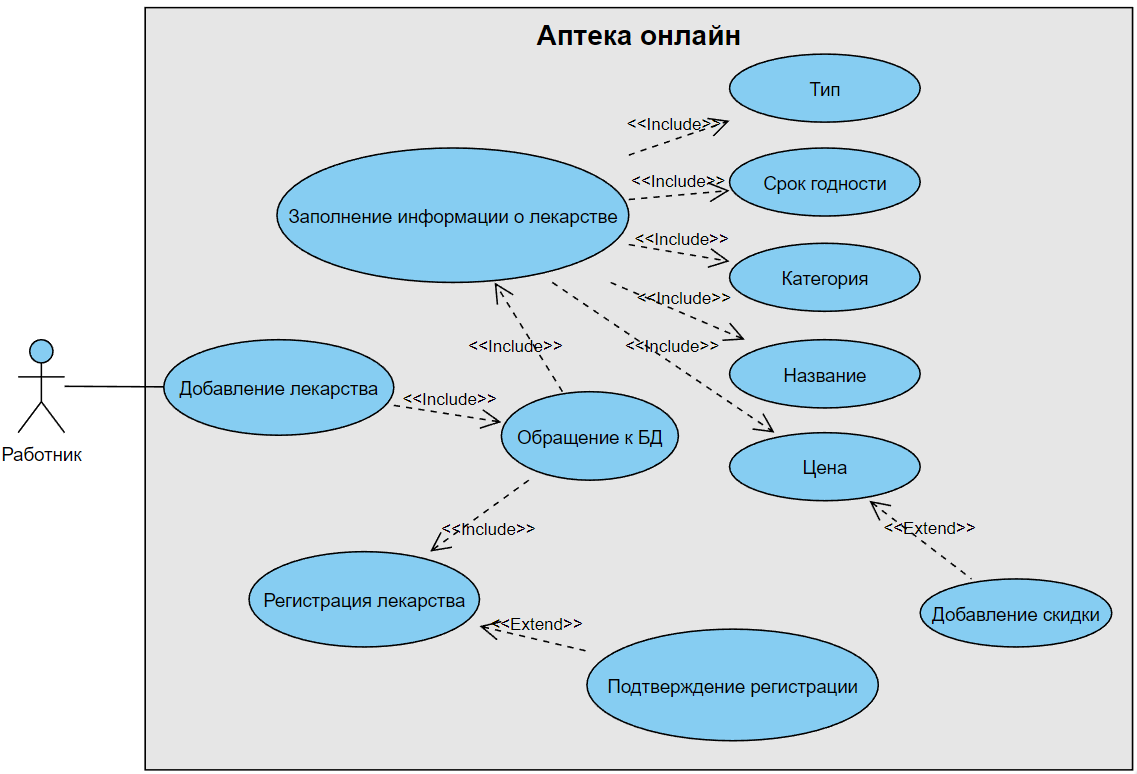 Аптека онлайн
Тип
<<Include>>
Срок годности
<<Include>>
Заполнение информации о лекарстве
<<Include>>
Категория
<<Include>>
<<Include>>
<<Include>>
Название
Добавление лекарства
<<Include>>
Обращение к БД
Работник
Цена
<<Include>>
<<Extend>>
Регистрация лекарства
Добавление скидки
<<Extend>>
Подтверждение регистрации